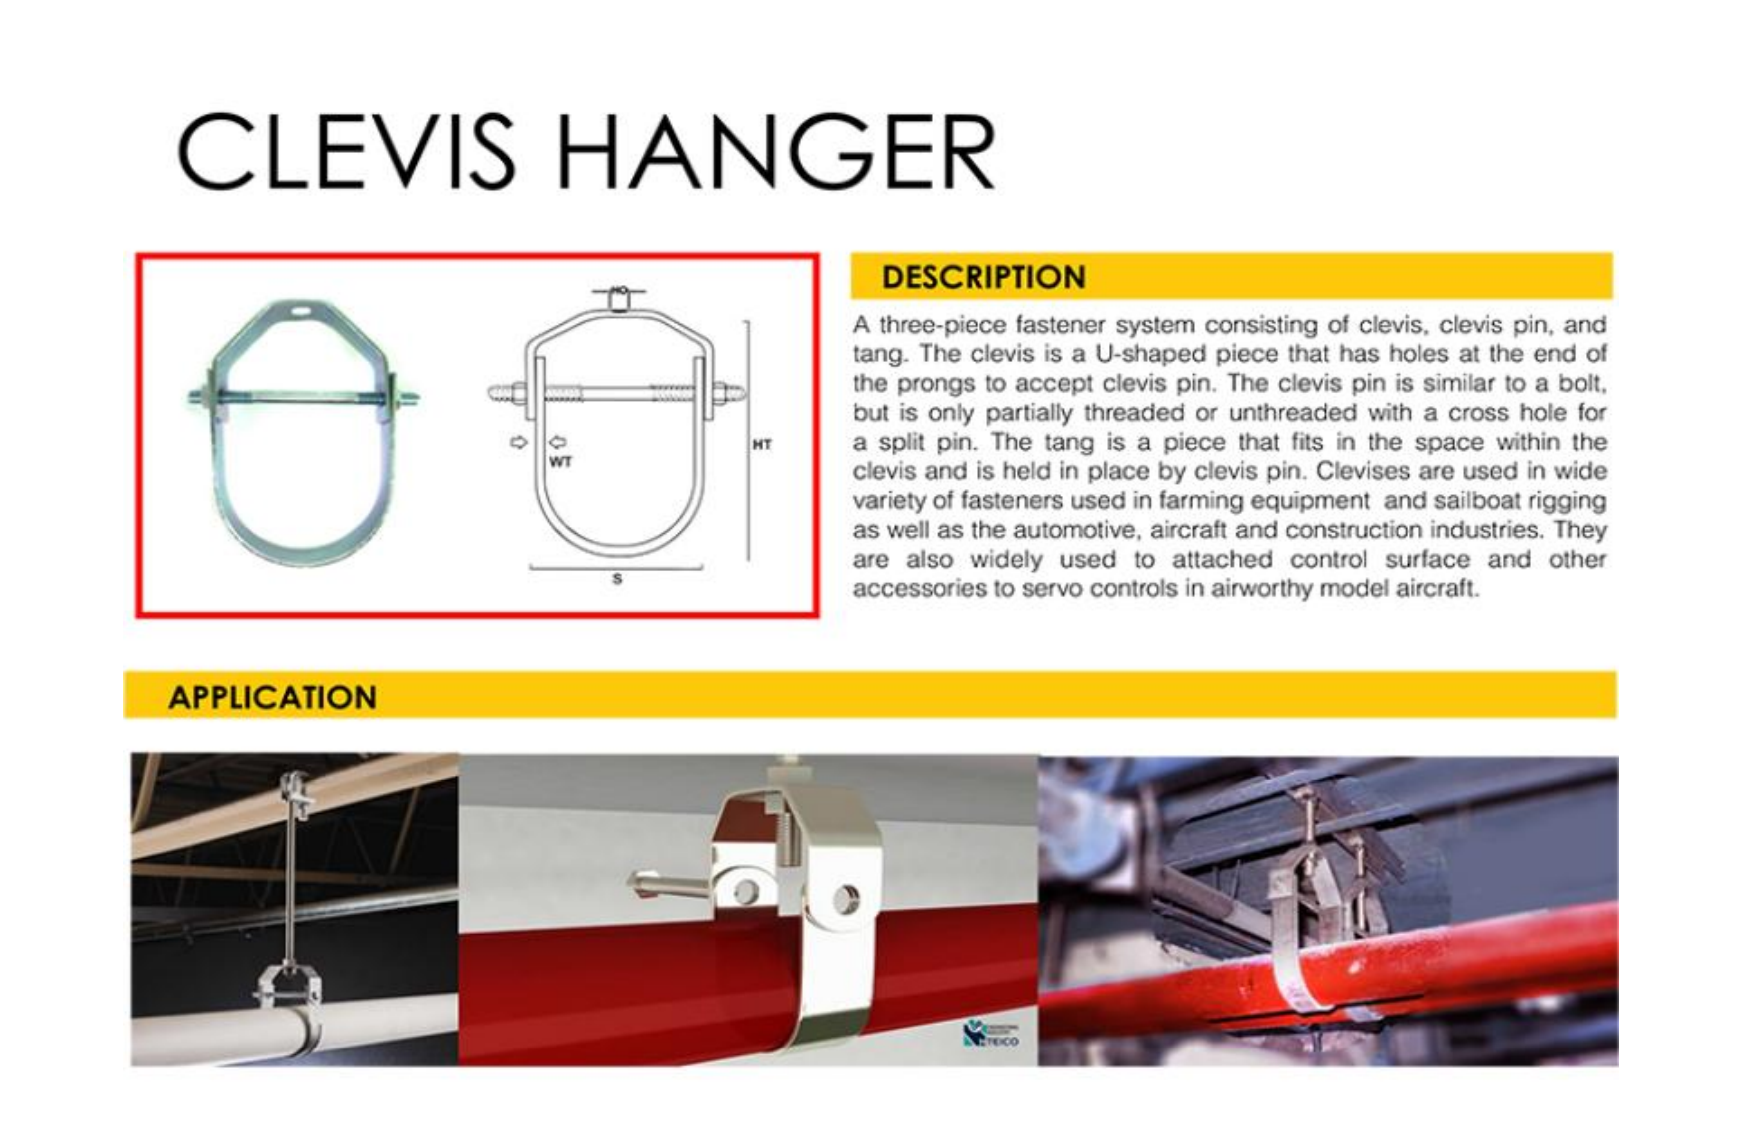 CLEVIS HANGER
HO
HT
WT
S
DESCRIPTION
A three-piece fastener system consisting of clevis, clevis pin, and
tang. The clevis is a U-shaped piece that has holes at the end of
the prongs to accept clevis pin. The clevis pin is similar to a bolt,
but is only partially threaded or unthreaded with a cross hole for
a split pin. The tang is a piece that fits in the space within the
clevis and is held in place by clevis pin. Clevises are used in wide
variety of fasteners used in farming equipment and sailboat rigging
as well as the automotive, aircraft and construction industries. They
are also widely used to attached control surface and other
accessories to servo controls in airworthy model aircraft.
APPLICATION